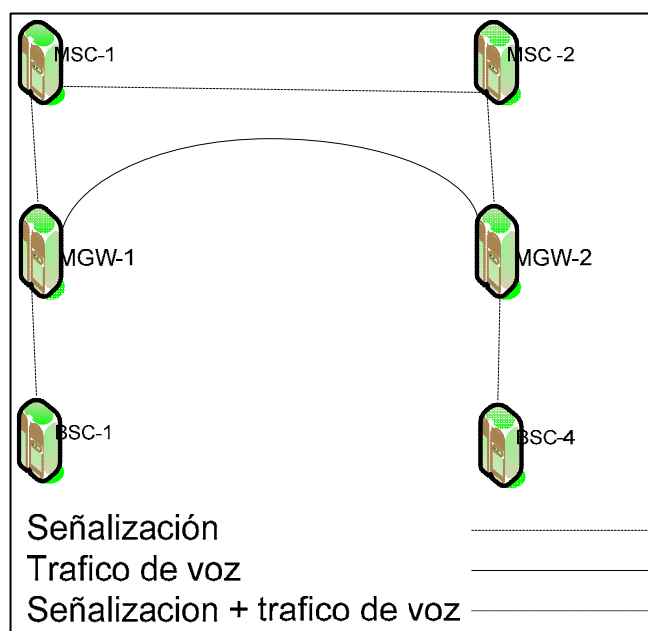 MSC-1
MSC -2
MGW-1
MGW-2
BSC-1
BSC-4
Señalización
Trafico de voz
Señalizacion + trafico de voz